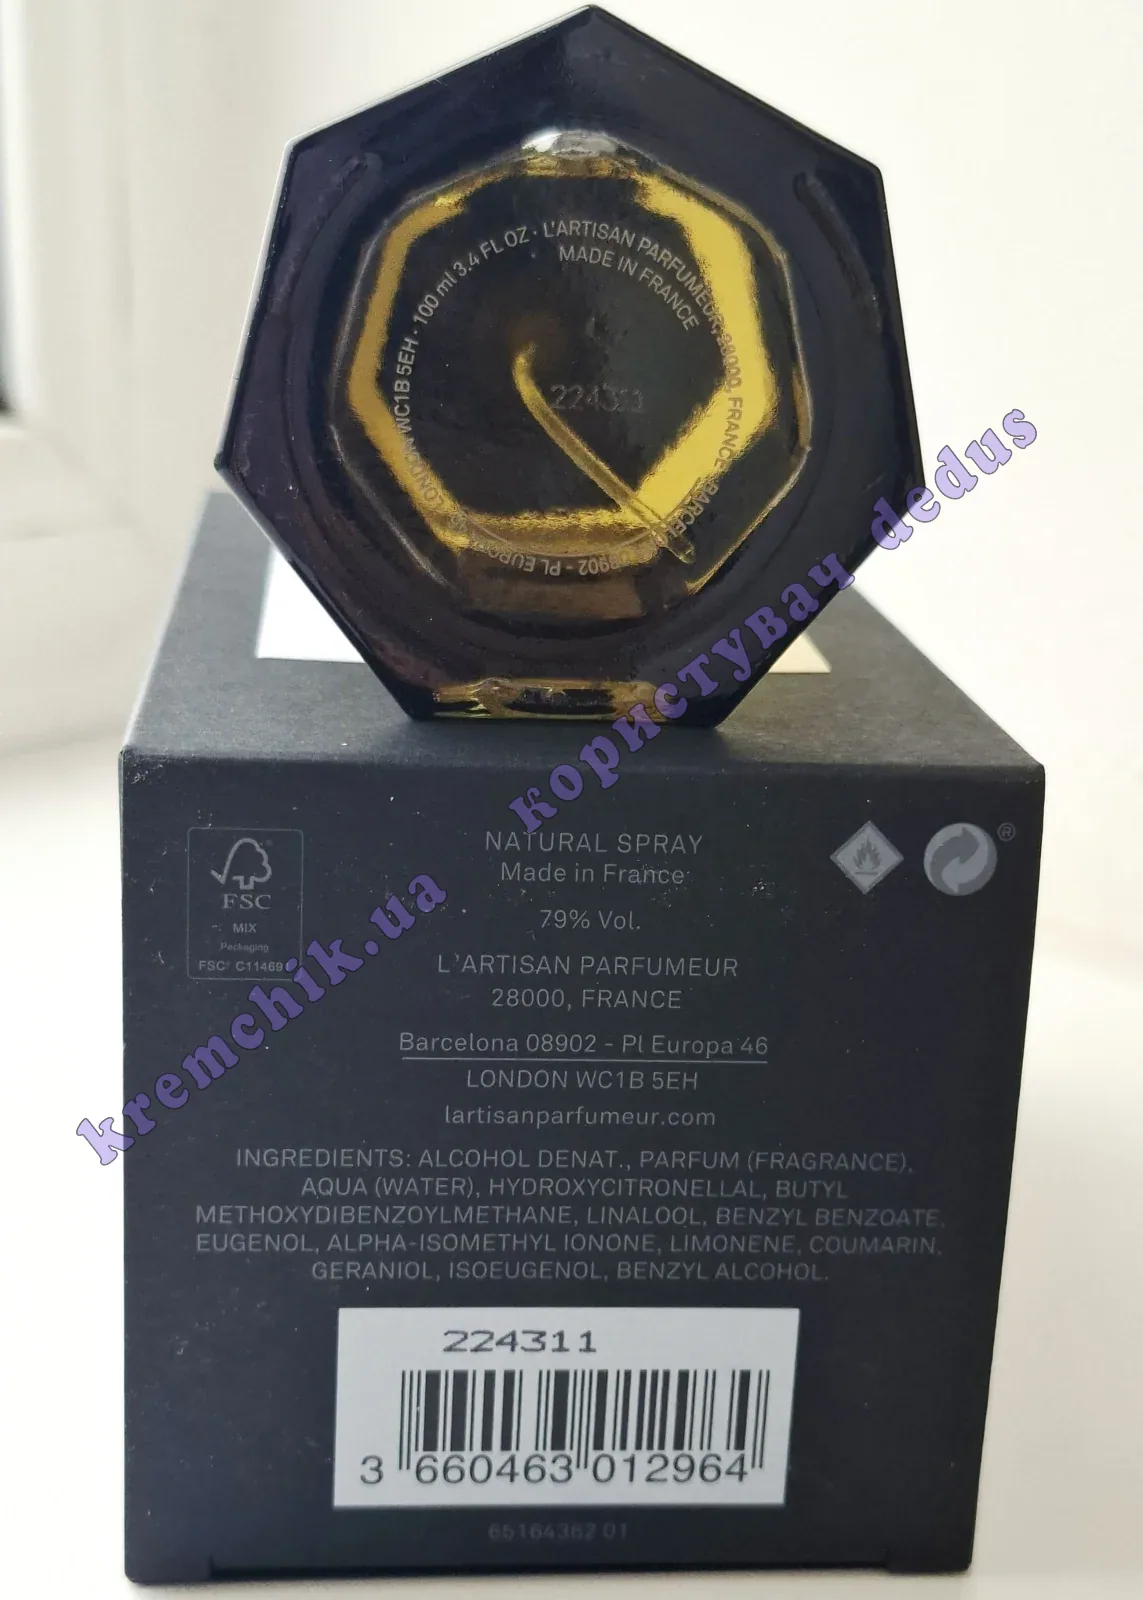 100 ml 3.4 FL OZ · L'ARTISAN PARFUMEUR, 28000, FRANCE - BARCELONA 08902 - PL EUROPA 46 - LONDON WC1B 5EH ·
MADE IN FRANCE
224311
користувач dedus
kremchik.ua
FSC
MIX
Packaging
NATURAL SPRAY
Made in France
79% Vol.
L'ARTISAN PARFUMEUR
28000, FRANCE
Barcelona 08902 - Pl Europa 46
LONDON WC1B 5EH
lartisanparfumeur.com
INGREDIENTS: ALCOHOL DENAT., PARFUM (FRAGRANCE),
AQUA (WATER), HYDROXYCITRONELLAL, BUTYL
METHOXYDIBENZOYLMETHANE, LINALOOL, BENZYL BENZOATE,
EUGENOL, ALPHA-ISOMETHYL IONONE, LIMONENE, COUMARIN,
GERANIOL, ISOEUGENOL, BENZYL ALCOHOL.
224311
3 660463 012964
65164362 01